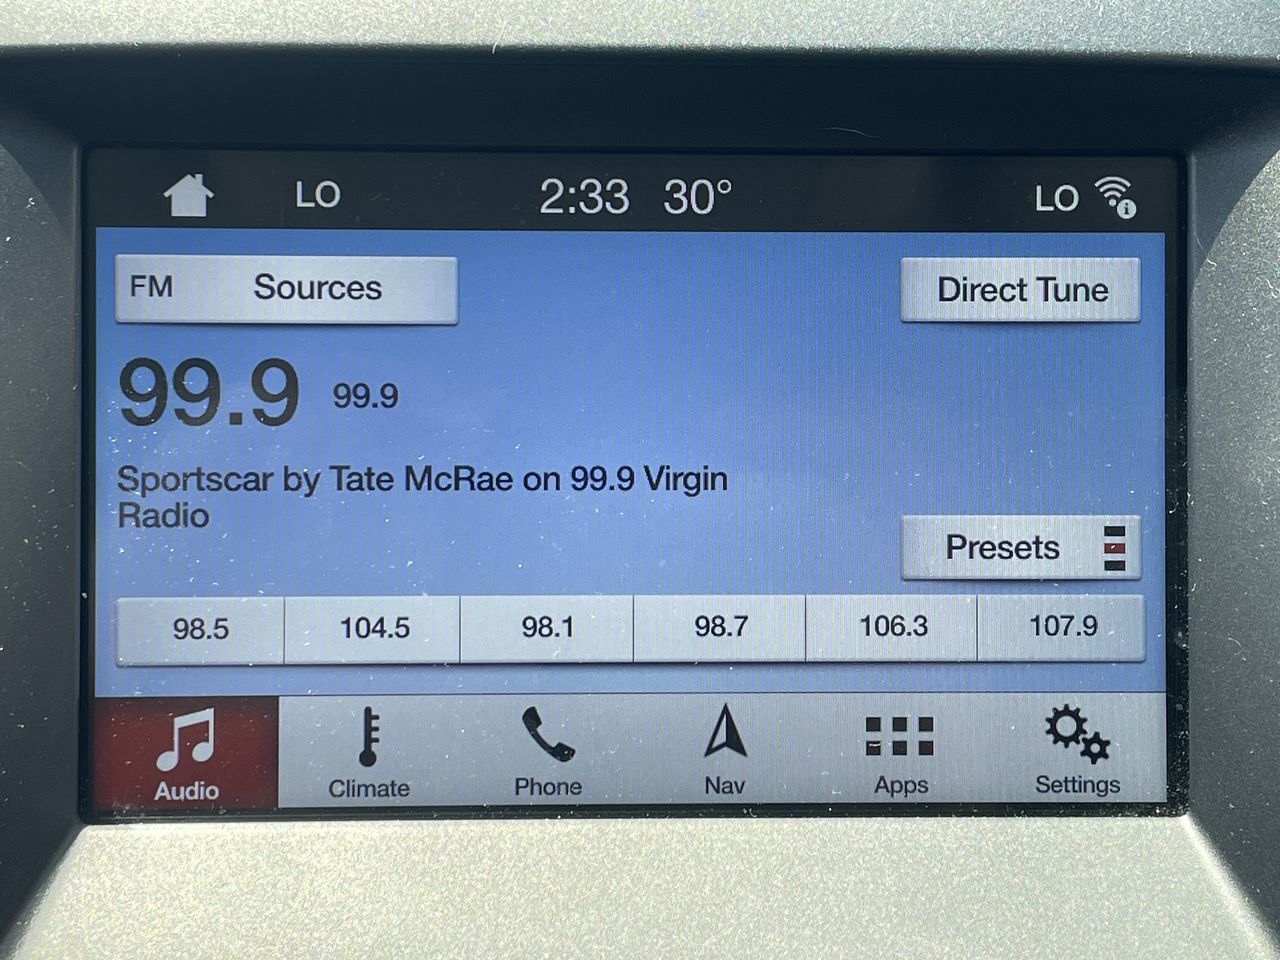 LO 2:33 30° LO
FM Sources Direct Tune
99.9 99.9
Sportscar by Tate McRae on 99.9 Virgin
Radio
Presets
98.5 104.5 98.1 98.7 106.3 107.9
Audio Climate Phone Nav Apps Settings